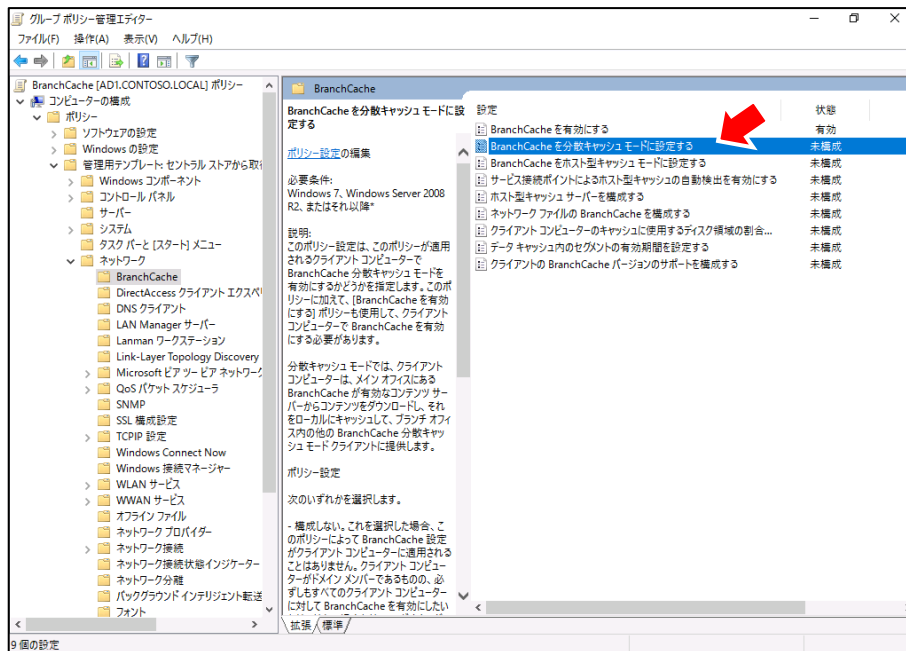 グループ ポリシー管理エディター
ファイル(F) 操作(A) 表示(V) ヘルプ(H)
BranchCache [AD1.CONTOSO.LOCAL] ポリシー
コンピューターの構成
ポリシー
ソフトウェアの設定
Windows の設定
管理用テンプレート: セントラル ストアから取得
Windows コンポーネント
コントロール パネル
サーバー
システム
タスク バーと [スタート] メニュー
ネットワーク
BranchCache
DirectAccess クライアント エクスペ
DNS クライアント
LAN Manager サーバー
Lanman ワークステーション
Link-Layer Topology Discovery
Microsoft ピア ツー ピア ネットワーク
QoS パケット スケジューラ
SNMP
SSL 構成設定
TCPIP 設定
Windows Connect Now
Windows 接続マネージャー
WLAN サービス
WWAN サービス
オフライン ファイル
ネットワーク プロバイダー
ネットワーク接続
ネットワーク接続状態インジケーター
ネットワーク分離
バックグラウンド インテリジェント転送
フォント
BranchCache
BranchCache を分散キャッシュ モードに設
定する
ポリシー設定の編集
必要条件:
Windows 7、Windows Server 2008
R2、またはそれ以降*
説明:
このポリシー設定は、このポリシーが適用
されるクライアント コンピューターで
BranchCache 分散キャッシュ モードを
有効にするかどうかを指定します。このポ
リシーに加えて、[BranchCache を有効
にする] ポリシーも使用して、クライアント
コンピューターで BranchCache を有効
にする必要があります。
分散キャッシュ モードでは、クライアント
コンピューターは、メイン オフィスにある
BranchCache が有効なコンテンツ サー
バーからコンテンツをダウンロードし、それ
をローカルにキャッシュして、ブランチ オフィ
ス内の他の BranchCache 分散キャッ
シュ モード クライアントに提供します。
ポリシー設定
次のいずれかを選択します。
- 構成しない。これを選択した場合、こ
のポリシーによって BranchCache 設定
がクライアント コンピューターに適用される
ことはありません。クライアント コンピュー
ターがドメイン メンバーであるものの、必
ずしもすべてのクライアント コンピューター
に対して BranchCache を有効にしたい
設定 状態
BranchCache を有効にする 有効
BranchCache を分散キャッシュ モードに設定する 未構成
BranchCache をホスト型キャッシュ モードに設定する 未構成
サービス接続ポイントによるホスト型キャッシュの自動検出を有効にする 未構成
ホスト型キャッシュ サーバーを構成する 未構成
ネットワーク ファイルの BranchCache を構成する 未構成
クライアント コンピューターのキャッシュに使用するディスク領域の割合... 未構成
データ キャッシュ内のセグメントの有効期間を設定する 未構成
クライアントの BranchCache バージョンのサポートを構成する 未構成
拡張 標準
9 個の設定